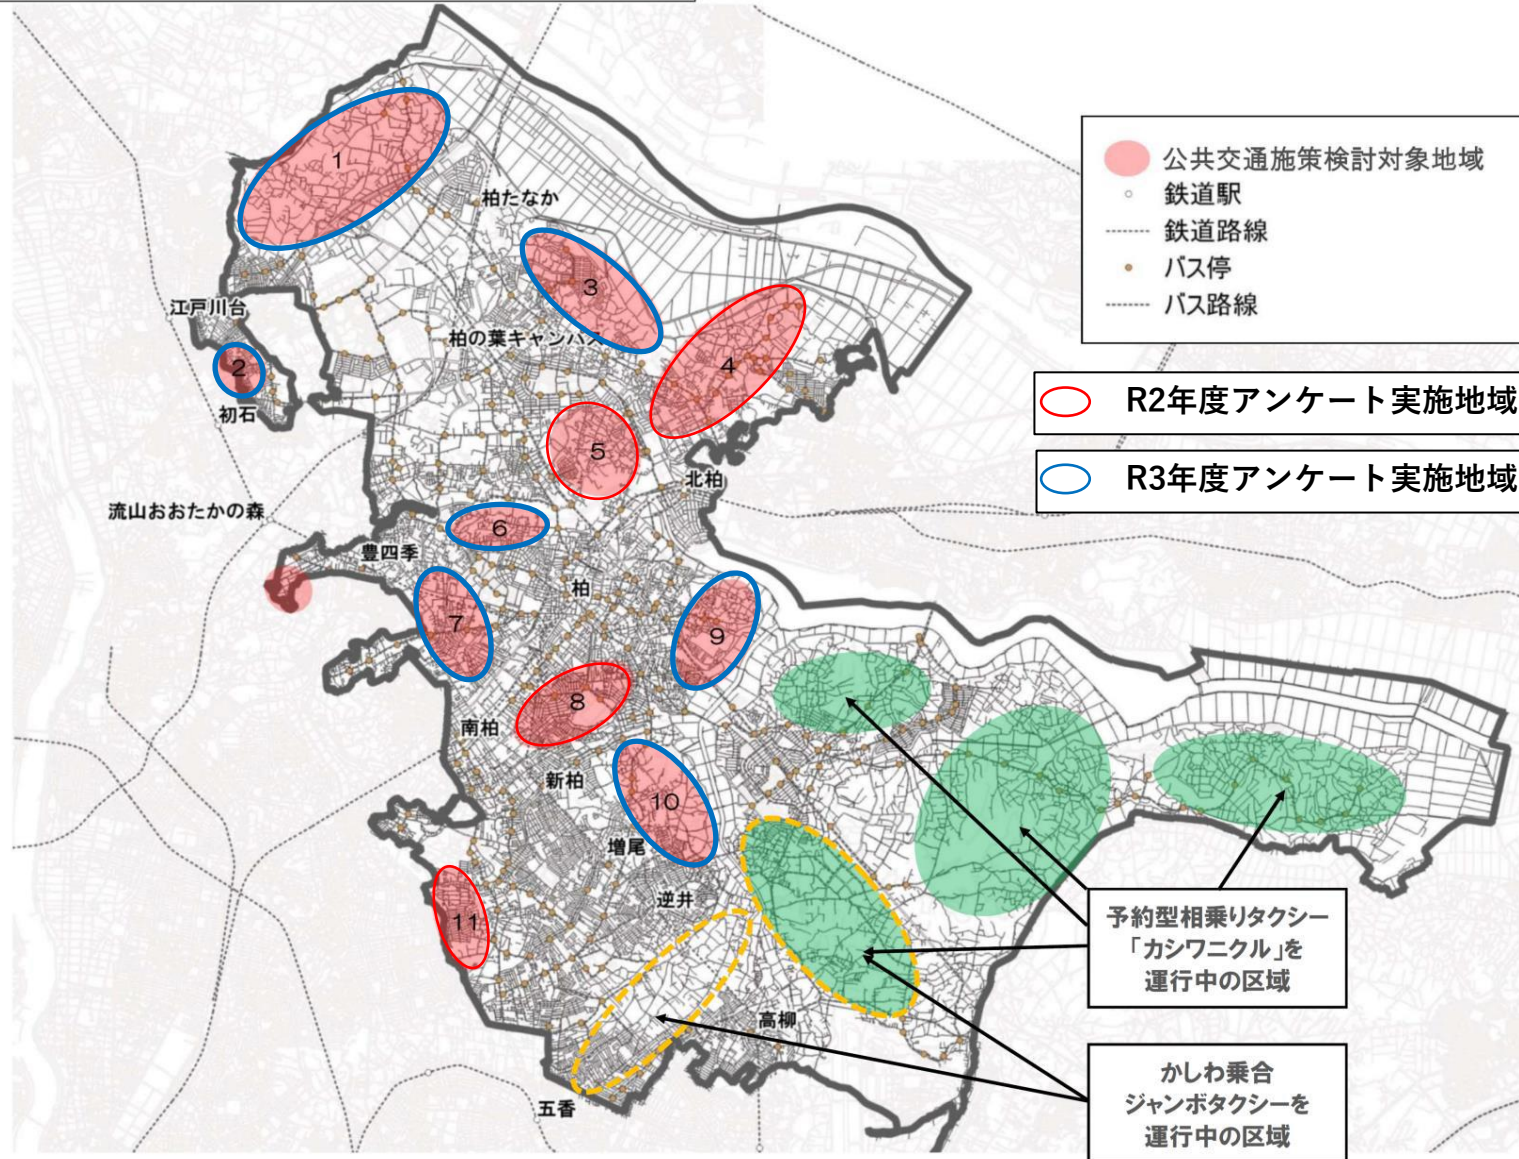 公共交通施策検討対象地域
鉄道駅
鉄道路線
バス停
バス路線
R2年度アンケート実施地域
R3年度アンケート実施地域
1
柏たなか
3
江戸川台
柏の葉キャンパス
2
4
初石
5
北柏
流山おおたかの森
6
豊四季
柏
7
9
8
南柏
新柏
10
増尾
逆井
11
高柳
五香
予約型相乗りタクシー
「カシワニクル」を
運行中の区域
かしわ乗合
ジャンボタクシーを
運行中の区域